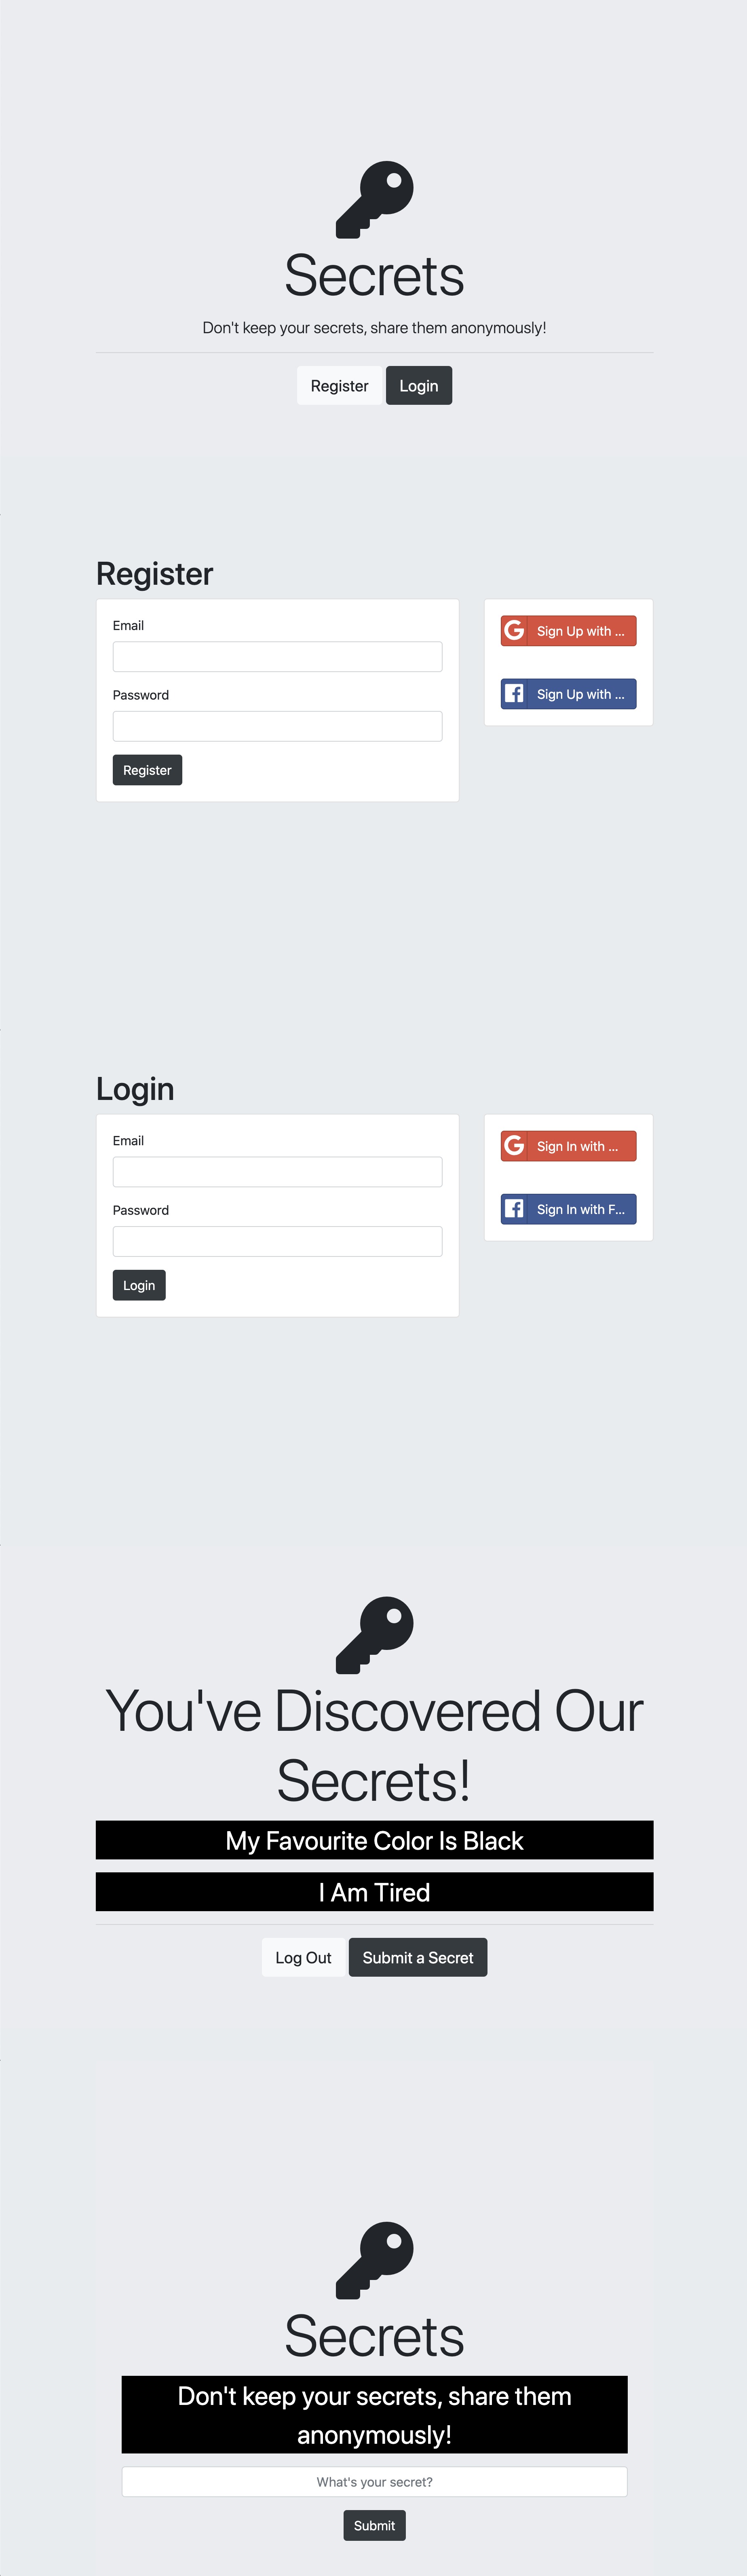 Secrets
Don't keep your secrets, share them anonymously!
Register Login
Register
Email
Password
Register
Sign Up with ...
Sign Up with ...
Login
Email
Password
Login
Sign In with ...
Sign In with F...
You've Discovered Our
Secrets!
My Favourite Color Is Black
I Am Tired
Log Out Submit a Secret
Secrets
Don't keep your secrets, share them
anonymously!
What's your secret?
Submit